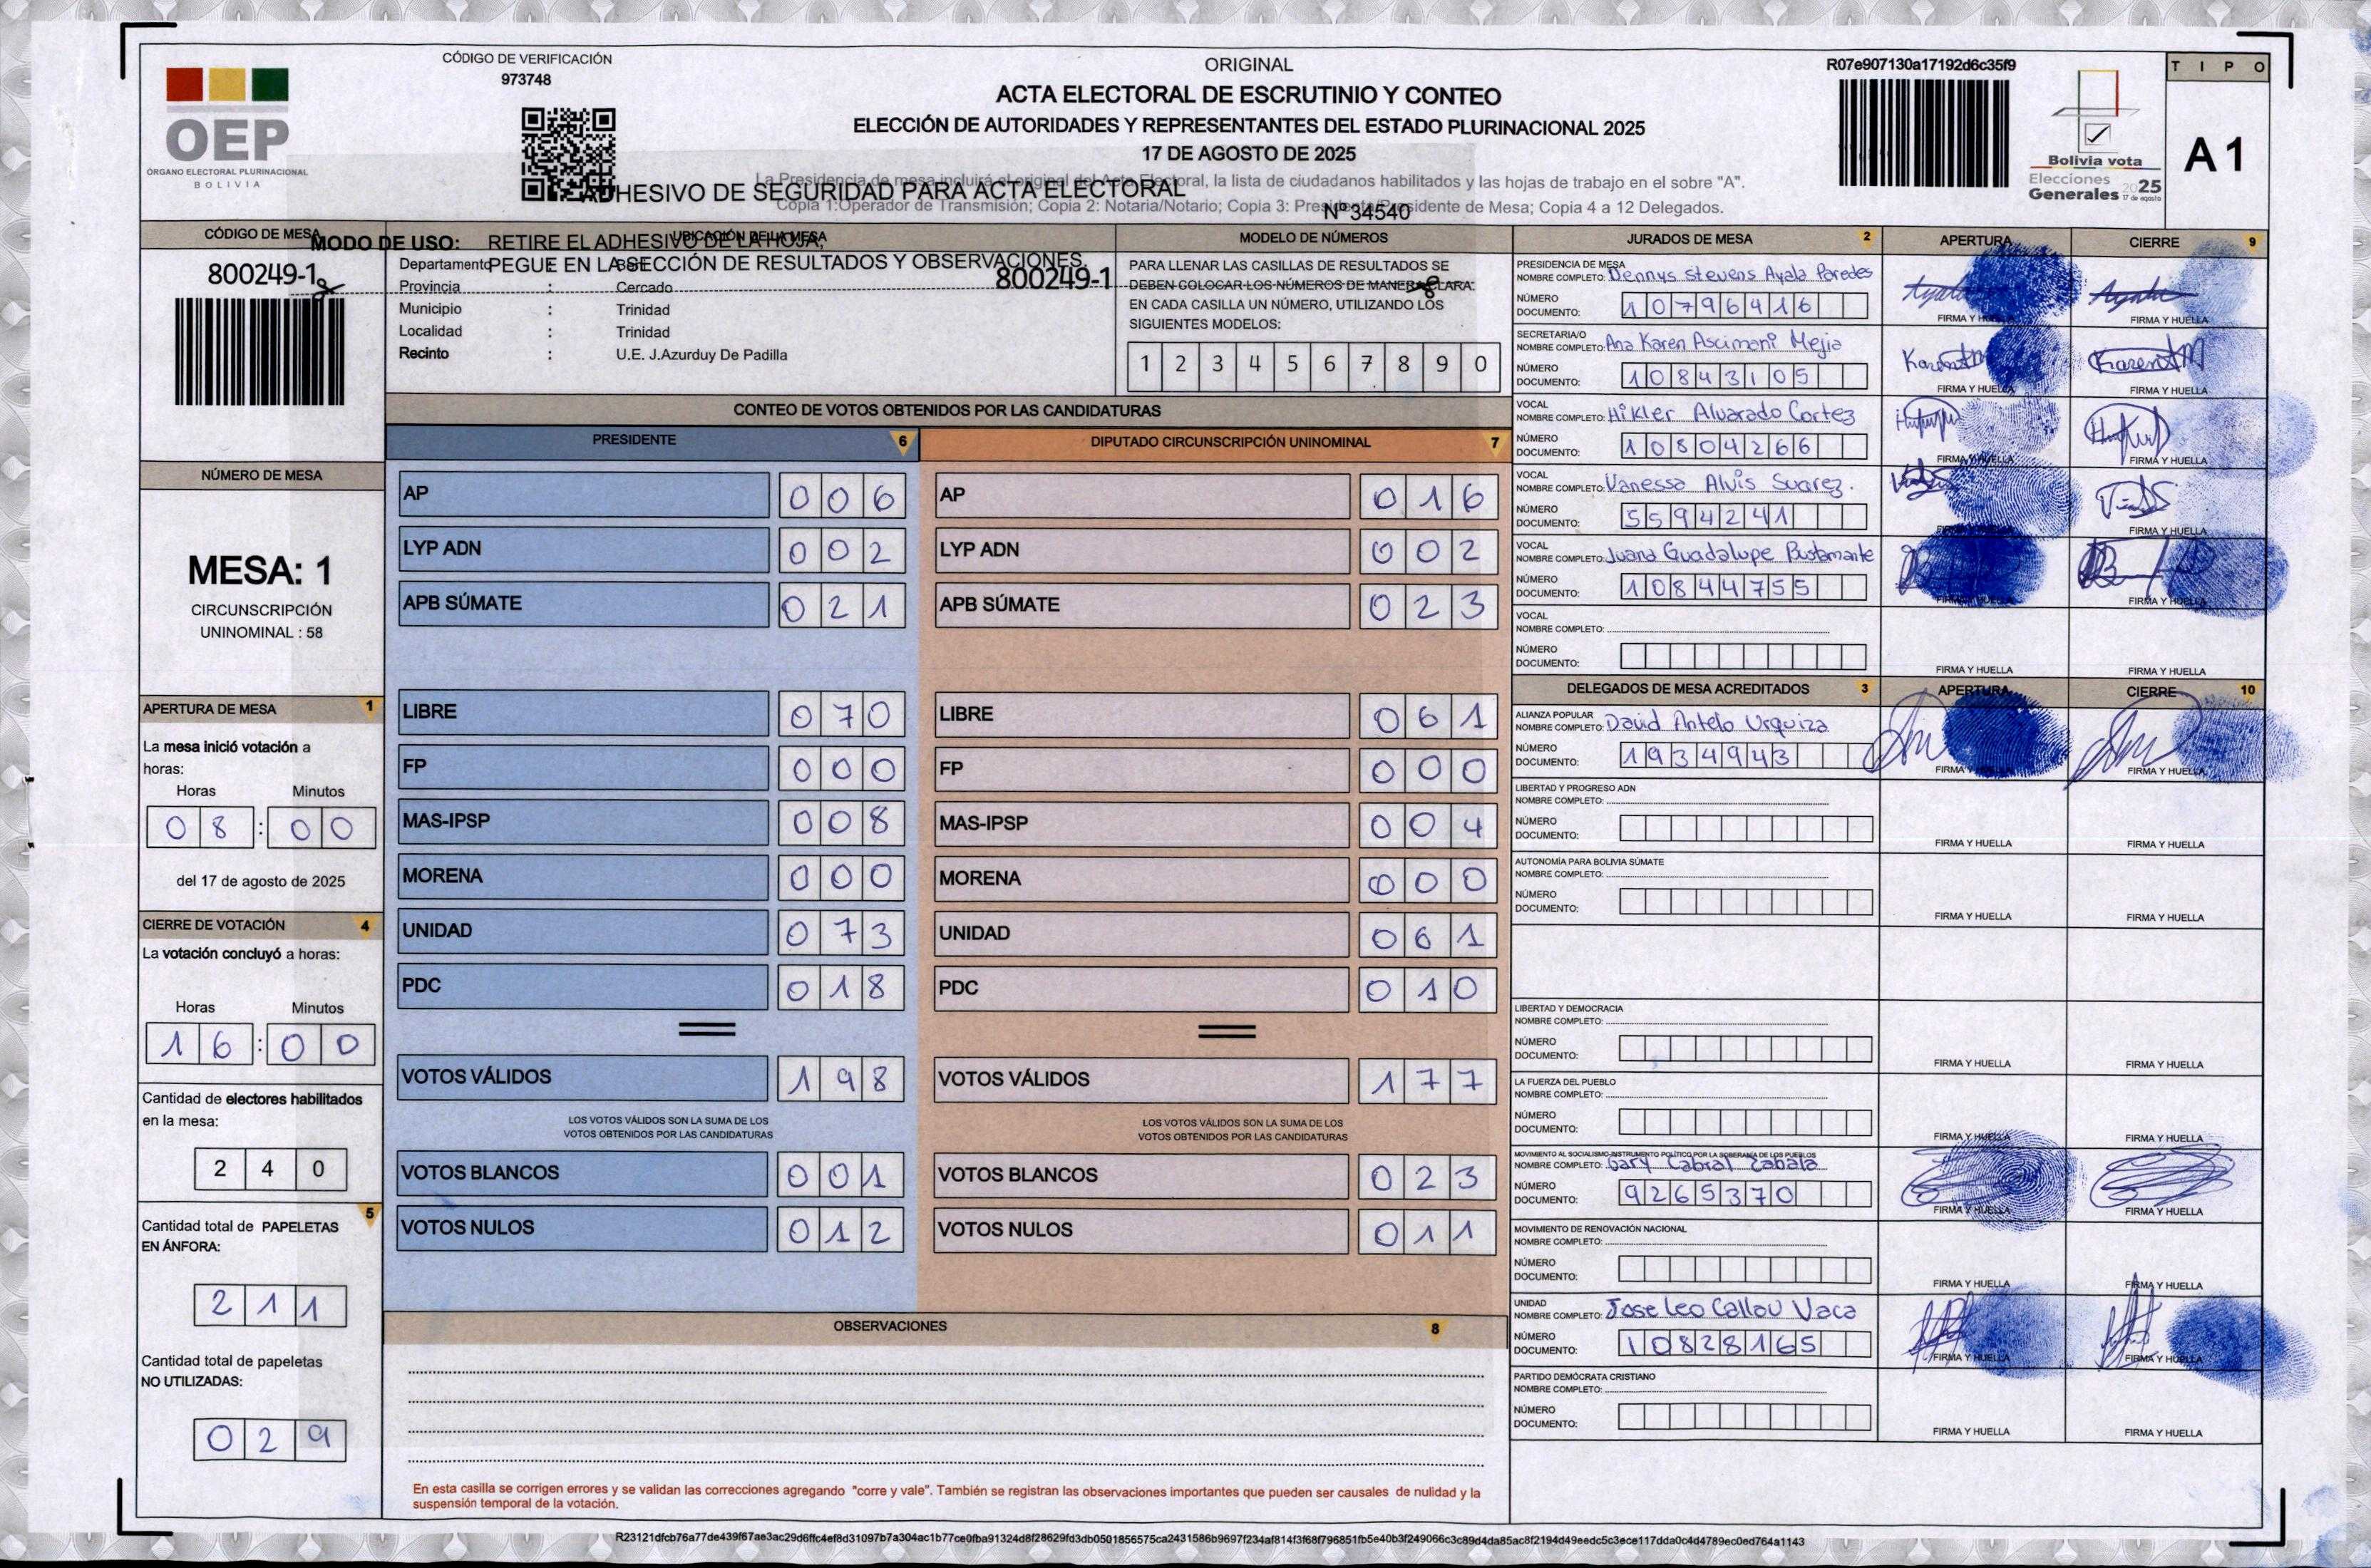 CÓDIGO DE VERIFICACIÓN
973748
OEP
ÓRGANO ELECTORAL PLURINACIONAL
BOLIVIA
ORIGINAL
ACTA ELECTORAL DE ESCRUTINIO Y CONTEO
ELECCIÓN DE AUTORIDADES Y REPRESENTANTES DEL ESTADO PLURINACIONAL 2025
17 DE AGOSTO DE 2025
La Presidencia de mesa incluirá el original del Acta Electoral, la lista de ciudadanos habilitados y las hojas de trabajo en el sobre "A".
Copia 1:Operador de Transmisión; Copia 2: Notaria/Notario; Copia 3: Presidenta/Presidente de Mesa; Copia 4 a 12 Delegados.
ADHESIVO DE SEGURIDAD PARA ACTA ELECTORAL
Nº 34540
MODO DE USO: RETIRE EL ADHESIVO DE LA HOJA,
PEGUE EN LA SECCIÓN DE RESULTADOS Y OBSERVACIONES.
800249-1
R07e907130a17192d6c35f9
Bolivia vota
Elecciones
Generales 2025
17 de agosto
TIPO
A1
CÓDIGO DE MESA
800249-1
UBICACIÓN DE LA MESA
Departamento : Beni
Provincia : Cercado
Municipio : Trinidad
Localidad : Trinidad
Recinto : U.E. J.Azurduy De Padilla
MODELO DE NÚMEROS
PARA LLENAR LAS CASILLAS DE RESULTADOS SE
DEBEN COLOCAR LOS NÚMEROS DE MANERA CLARA:
EN CADA CASILLA UN NÚMERO, UTILIZANDO LOS
SIGUIENTES MODELOS:
1 2 3 4 5 6 7 8 9 0
NÚMERO DE MESA
MESA: 1
CIRCUNSCRIPCIÓN
UNINOMINAL : 58
APERTURA DE MESA 1
La mesa inició votación a
horas:
Horas Minutos
08:00
del 17 de agosto de 2025
CIERRE DE VOTACIÓN 4
La votación concluyó a horas:
Horas Minutos
16:00
Cantidad de electores habilitados
en la mesa:
240
5
Cantidad total de PAPELETAS
EN ÁNFORA:
211
Cantidad total de papeletas
NO UTILIZADAS:
029
CONTEO DE VOTOS OBTENIDOS POR LAS CANDIDATURAS
PRESIDENTE 6
AP 006
LYP ADN 002
APB SÚMATE 021
LIBRE 070
FP 000
MAS-IPSP 008
MORENA 000
UNIDAD 073
PDC 018
VOTOS VÁLIDOS 198
LOS VOTOS VÁLIDOS SON LA SUMA DE LOS
VOTOS OBTENIDOS POR LAS CANDIDATURAS
VOTOS BLANCOS 001
VOTOS NULOS 012
DIPUTADO CIRCUNSCRIPCIÓN UNINOMINAL 7
AP 016
LYP ADN 002
APB SÚMATE 023
LIBRE 061
FP 000
MAS-IPSP 004
MORENA 000
UNIDAD 061
PDC 010
VOTOS VÁLIDOS 177
LOS VOTOS VÁLIDOS SON LA SUMA DE LOS
VOTOS OBTENIDOS POR LAS CANDIDATURAS
VOTOS BLANCOS 023
VOTOS NULOS 011
OBSERVACIONES 8
En esta casilla se corrigen errores y se validan las correcciones agregando "corre y vale". También se registran las observaciones importantes que pueden ser causales de nulidad y la
suspensión temporal de la votación.
JURADOS DE MESA 2 APERTURA CIERRE 9
PRESIDENCIA DE MESA
NOMBRE COMPLETO: Dennys Stevens Ayala Paredes
NÚMERO
DOCUMENTO: 10796416
FIRMA Y HUELLA FIRMA Y HUELLA
SECRETARIA/O
NOMBRE COMPLETO: Ana Karen Ascimani Mejia
NÚMERO
DOCUMENTO: 10843105
FIRMA Y HUELLA FIRMA Y HUELLA
VOCAL
NOMBRE COMPLETO: Hikler Alvarado Cortez
NÚMERO
DOCUMENTO: 10804266
FIRMA Y HUELLA FIRMA Y HUELLA
VOCAL
NOMBRE COMPLETO: Vanessa Alvis Suarez.
NÚMERO
DOCUMENTO: 5594241
FIRMA Y HUELLA FIRMA Y HUELLA
VOCAL
NOMBRE COMPLETO: Juana Guadalupe Bustamante
NÚMERO
DOCUMENTO: 10844755
FIRMA Y HUELLA FIRMA Y HUELLA
VOCAL
NOMBRE COMPLETO:
NÚMERO
DOCUMENTO:
FIRMA Y HUELLA FIRMA Y HUELLA
DELEGADOS DE MESA ACREDITADOS 3 APERTURA CIERRE 10
ALIANZA POPULAR
NOMBRE COMPLETO: David Antelo Urquiza
NÚMERO
DOCUMENTO: 1934943
FIRMA Y HUELLA FIRMA Y HUELLA
LIBERTAD Y PROGRESO ADN
NOMBRE COMPLETO:
NÚMERO
DOCUMENTO:
FIRMA Y HUELLA FIRMA Y HUELLA
AUTONOMÍA PARA BOLIVIA SÚMATE
NOMBRE COMPLETO:
NÚMERO
DOCUMENTO:
FIRMA Y HUELLA FIRMA Y HUELLA
LIBERTAD Y DEMOCRACIA
NOMBRE COMPLETO:
NÚMERO
DOCUMENTO:
FIRMA Y HUELLA FIRMA Y HUELLA
LA FUERZA DEL PUEBLO
NOMBRE COMPLETO:
NÚMERO
DOCUMENTO:
FIRMA Y HUELLA FIRMA Y HUELLA
MOVIMIENTO AL SOCIALISMO-INSTRUMENTO POLÍTICO POR LA SOBERANÍA DE LOS PUEBLOS
NOMBRE COMPLETO: Gary Cabral Zabala
NÚMERO
DOCUMENTO: 9265370
FIRMA Y HUELLA FIRMA Y HUELLA
MOVIMIENTO DE RENOVACIÓN NACIONAL
NOMBRE COMPLETO:
NÚMERO
DOCUMENTO:
FIRMA Y HUELLA FIRMA Y HUELLA
UNIDAD
NOMBRE COMPLETO: Jose Leo Callau Vaca
NÚMERO
DOCUMENTO: 10828165
FIRMA Y HUELLA FIRMA Y HUELLA
PARTIDO DEMÓCRATA CRISTIANO
NOMBRE COMPLETO:
NÚMERO
DOCUMENTO:
FIRMA Y HUELLA FIRMA Y HUELLA